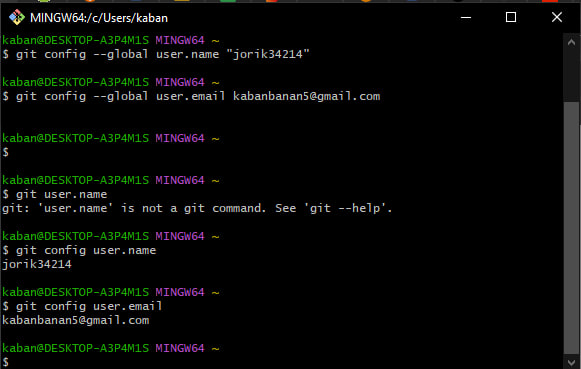 MINGW64:/c/Users/kaban
kaban@DESKTOP-A3P4M1S MINGW64 ~
$ git config --global user.name "jorik34214"
kaban@DESKTOP-A3P4M1S MINGW64 ~
$ git config --global user.email kabanbanan5@gmail.com
kaban@DESKTOP-A3P4M1S MINGW64 ~
$
kaban@DESKTOP-A3P4M1S MINGW64 ~
$ git user.name
git: 'user.name' is not a git command. See 'git --help'.
kaban@DESKTOP-A3P4M1S MINGW64 ~
$ git config user.name
jorik34214
kaban@DESKTOP-A3P4M1S MINGW64 ~
$ git config user.email
kabanbanan5@gmail.com
kaban@DESKTOP-A3P4M1S MINGW64 ~
$